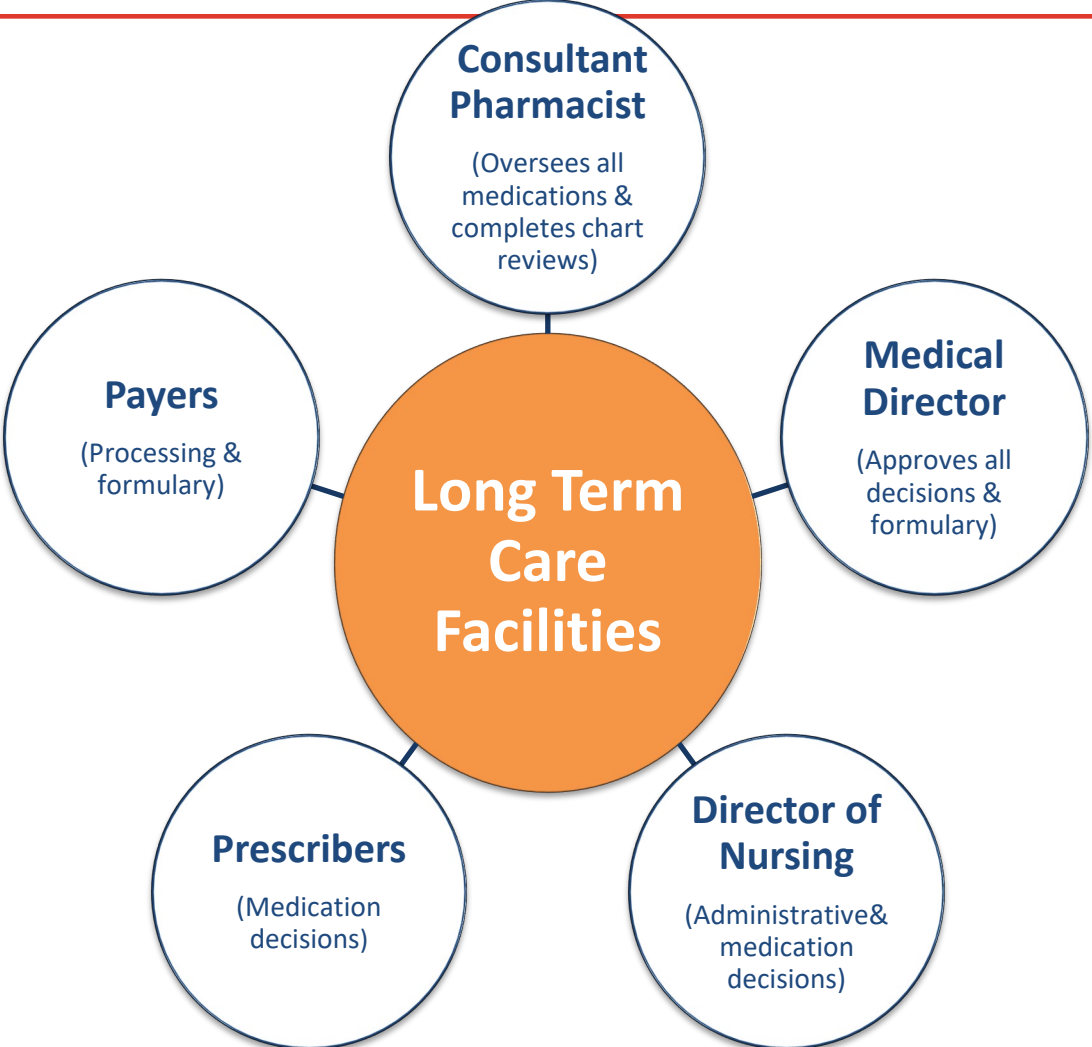 Consultant
Pharmacist
(Oversees all
medications &
completes chart
reviews)
Payers
(Processing &
formulary)
Medical
Director
(Approves all
decisions &
formulary)
Long Term
Care
Facilities
Prescribers
(Medication
decisions)
Director of
Nursing
(Administrative&
medication
decisions)